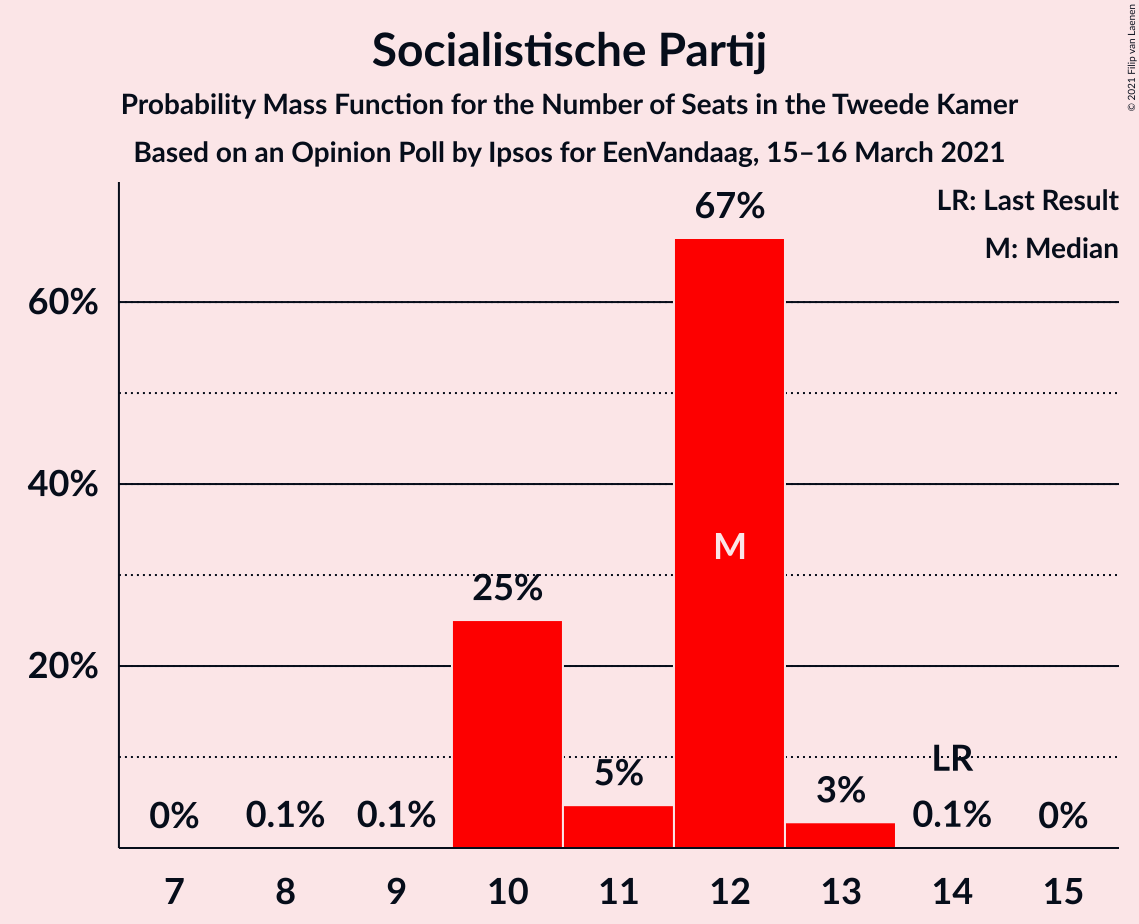 Socialistische Partij
Probability Mass Function for the Number of Seats in the Tweede Kamer
Based on an Opinion Poll by Ipsos for EenVandaag, 15–16 March 2021
© 2021 Filip van Laenen
LR: Last Result
M: Median
67%
60%
40%
M
25%
20%
LR
5%
3%
0%
0.1%
0.1%
0.1%
0%
7 8 9 10 11 12 13 14 15